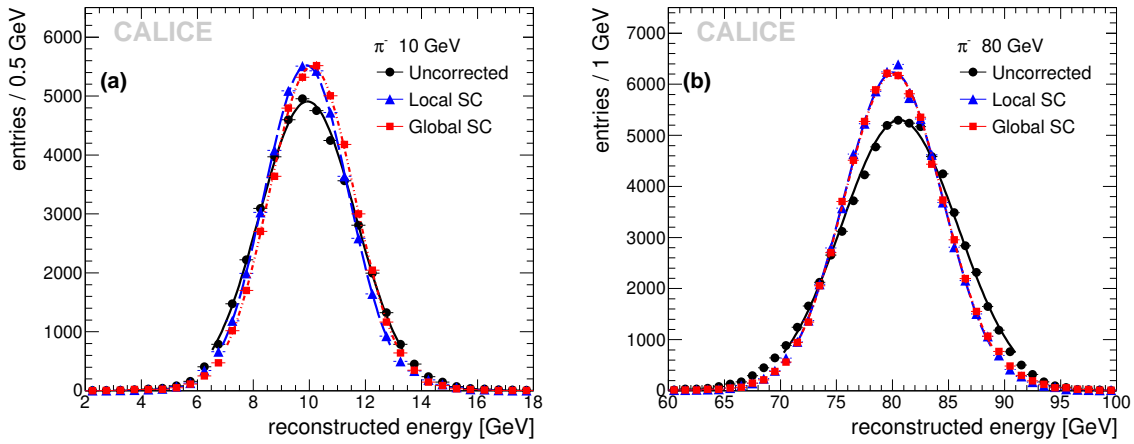 CALICE
(a)
π⁻ 10 GeV
Uncorrected
Local SC
Global SC
entries / 0.5 GeV
6000
5000
4000
3000
2000
1000
0
2 4 6 8 10 12 14 16 18
reconstructed energy [GeV]
CALICE
(b)
π⁻ 80 GeV
Uncorrected
Local SC
Global SC
entries / 1 GeV
7000
6000
5000
4000
3000
2000
1000
0
60 65 70 75 80 85 90 95 100
reconstructed energy [GeV]